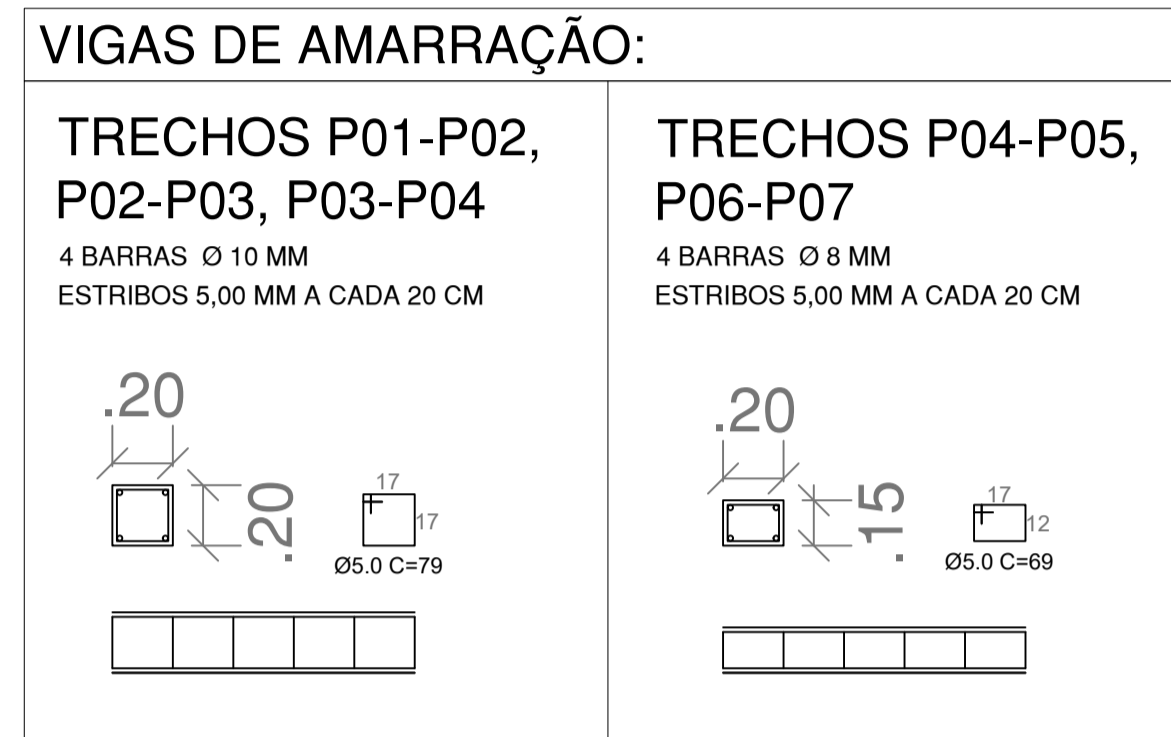 VIGAS DE AMARRAÇÃO:
TRECHOS P01-P02,
P02-P03, P03-P04
4 BARRAS Ø 10 MM
ESTRIBOS 5,00 MM A CADA 20 CM
.20
.20
17
17
Ø5.0 C=79
TRECHOS P04-P05,
P06-P07
4 BARRAS Ø 8 MM
ESTRIBOS 5,00 MM A CADA 20 CM
.20
.15
17
12
Ø5.0 C=69